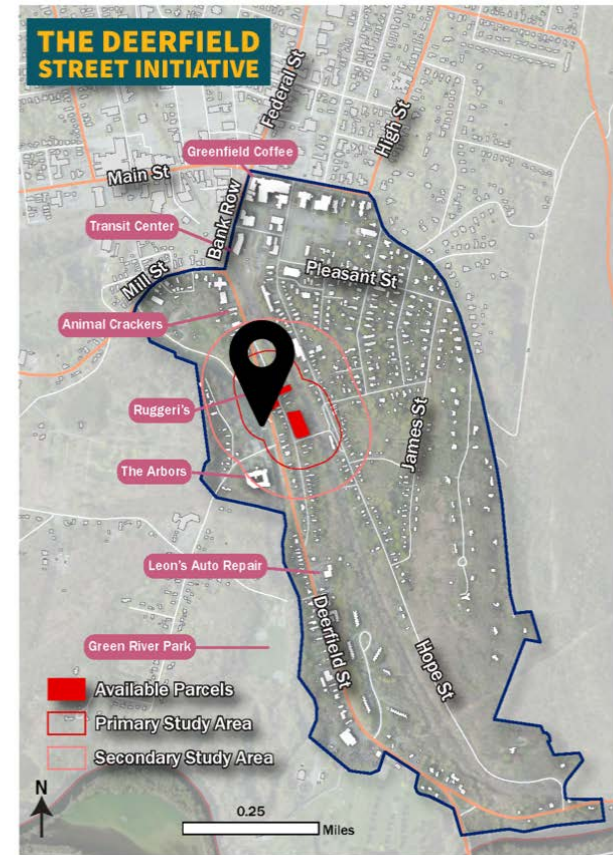 THE DEERFIELD
STREET INITIATIVE
Federal St
High St
Greenfield Coffee
Main St
Bank Row
Transit Center
Mill St
Pleasant St
Animal Crackers
Ruggeri's
James St
The Arbors
Leon's Auto Repair
Deerfield St
Hope St
Green River Park
Available Parcels
Primary Study Area
Secondary Study Area
N
0.25
Miles